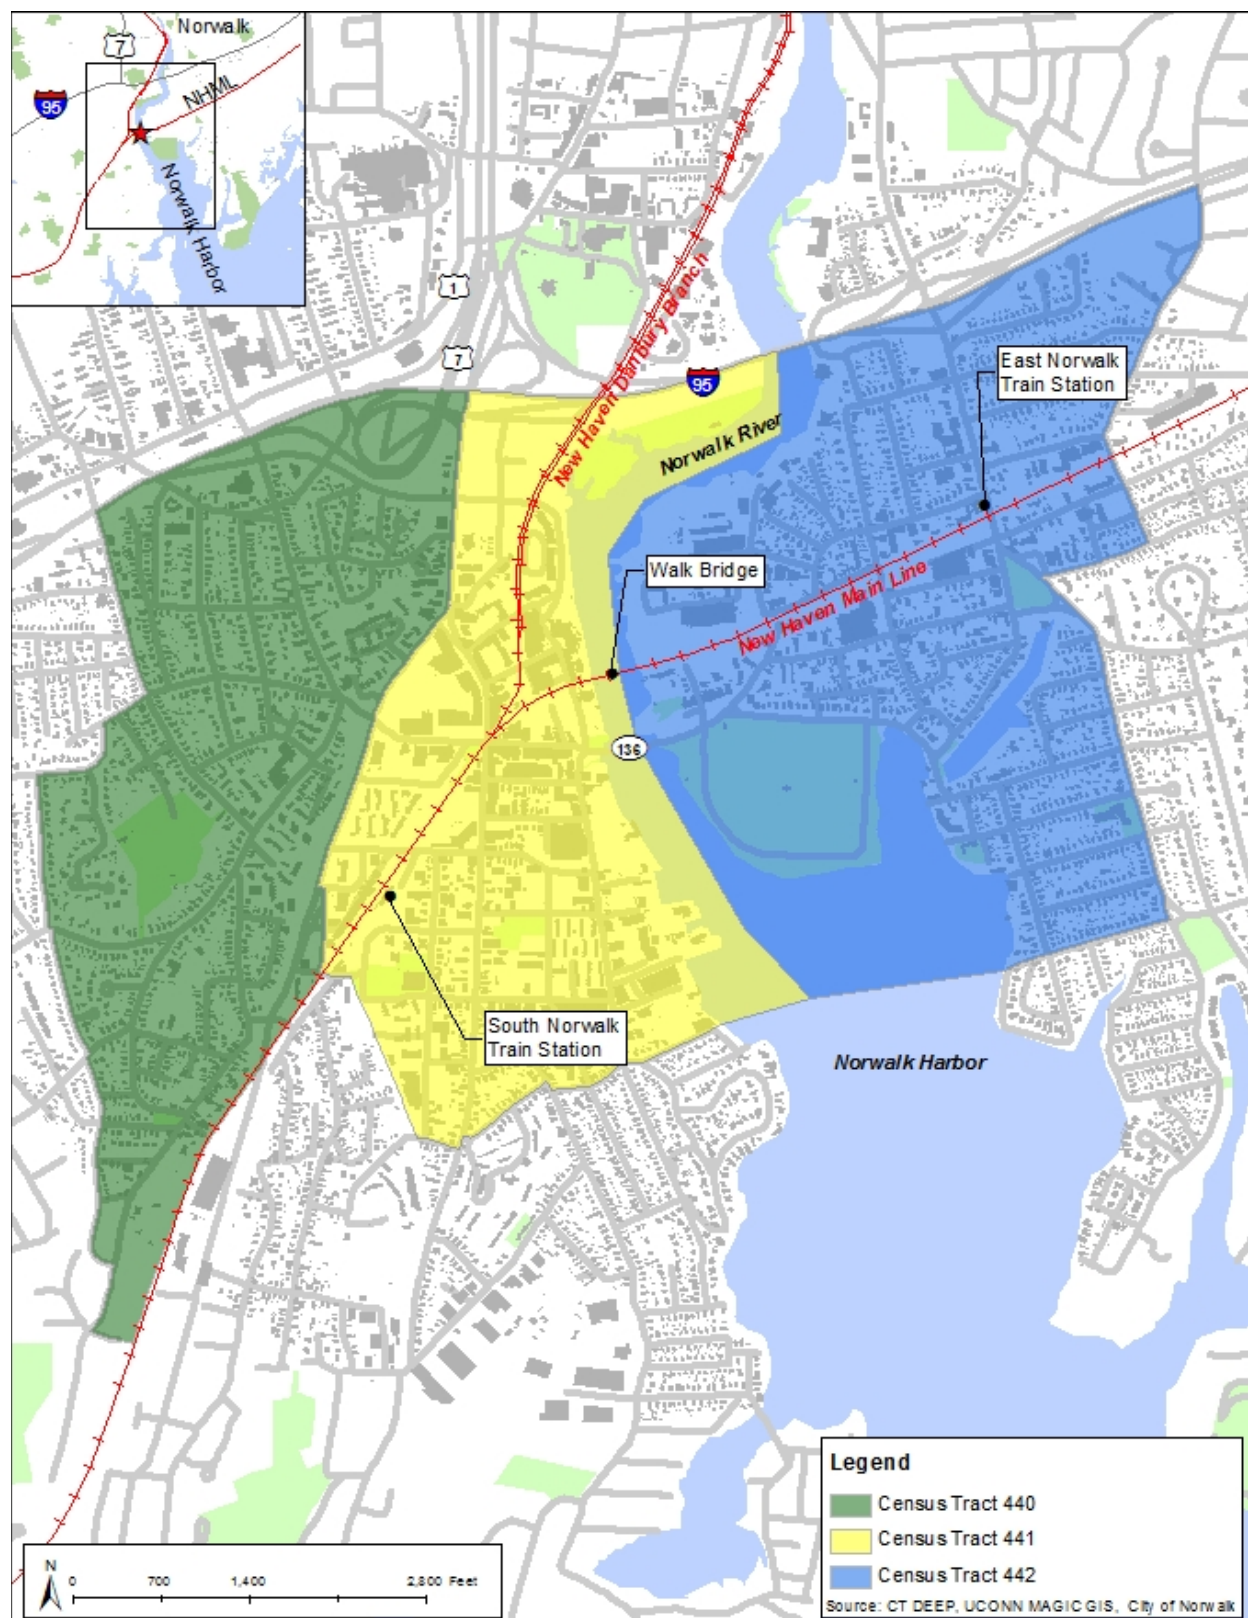 Norwalk
7
95
NHML
Norwalk Harbor
1
7
New Haven Danbury Branch
95
East Norwalk
Train Station
Norwalk River
Walk Bridge
New Haven Main Line
136
South Norwalk
Train Station
Norwalk Harbor
Legend
Census Tract 440
Census Tract 441
Census Tract 442
Source: CT DEEP, UCONN MAGIC GIS, City of Norwalk
N
0 700 1,400 2,800 Feet